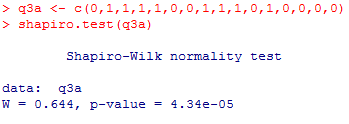 > q3a <- c(0,1,1,1,1,0,0,1,1,1,0,1,0,0,0,0)
> shapiro.test(q3a)
Shapiro-Wilk normality test
data:  q3a
W = 0.644, p-value = 4.34e-05